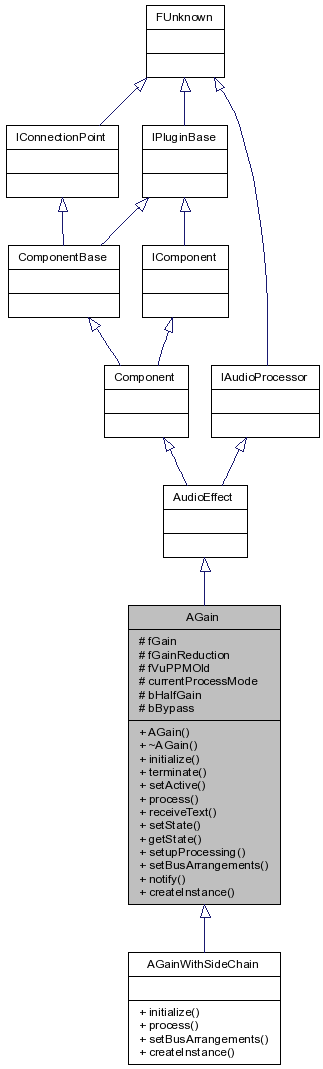 FUnknown
IConnectionPoint
IPluginBase
ComponentBase
IComponent
Component
IAudioProcessor
AudioEffect
AGain
# fGain
# fGainReduction
# fVuPPMOld
# currentProcessMode
# bHalfGain
# bBypass
+ AGain()
+ ~AGain()
+ initialize()
+ terminate()
+ setActive()
+ process()
+ receiveText()
+ setState()
+ getState()
+ setupProcessing()
+ setBusArrangements()
+ notify()
+ createInstance()
AGainWithSideChain
+ initialize()
+ process()
+ setBusArrangements()
+ createInstance()